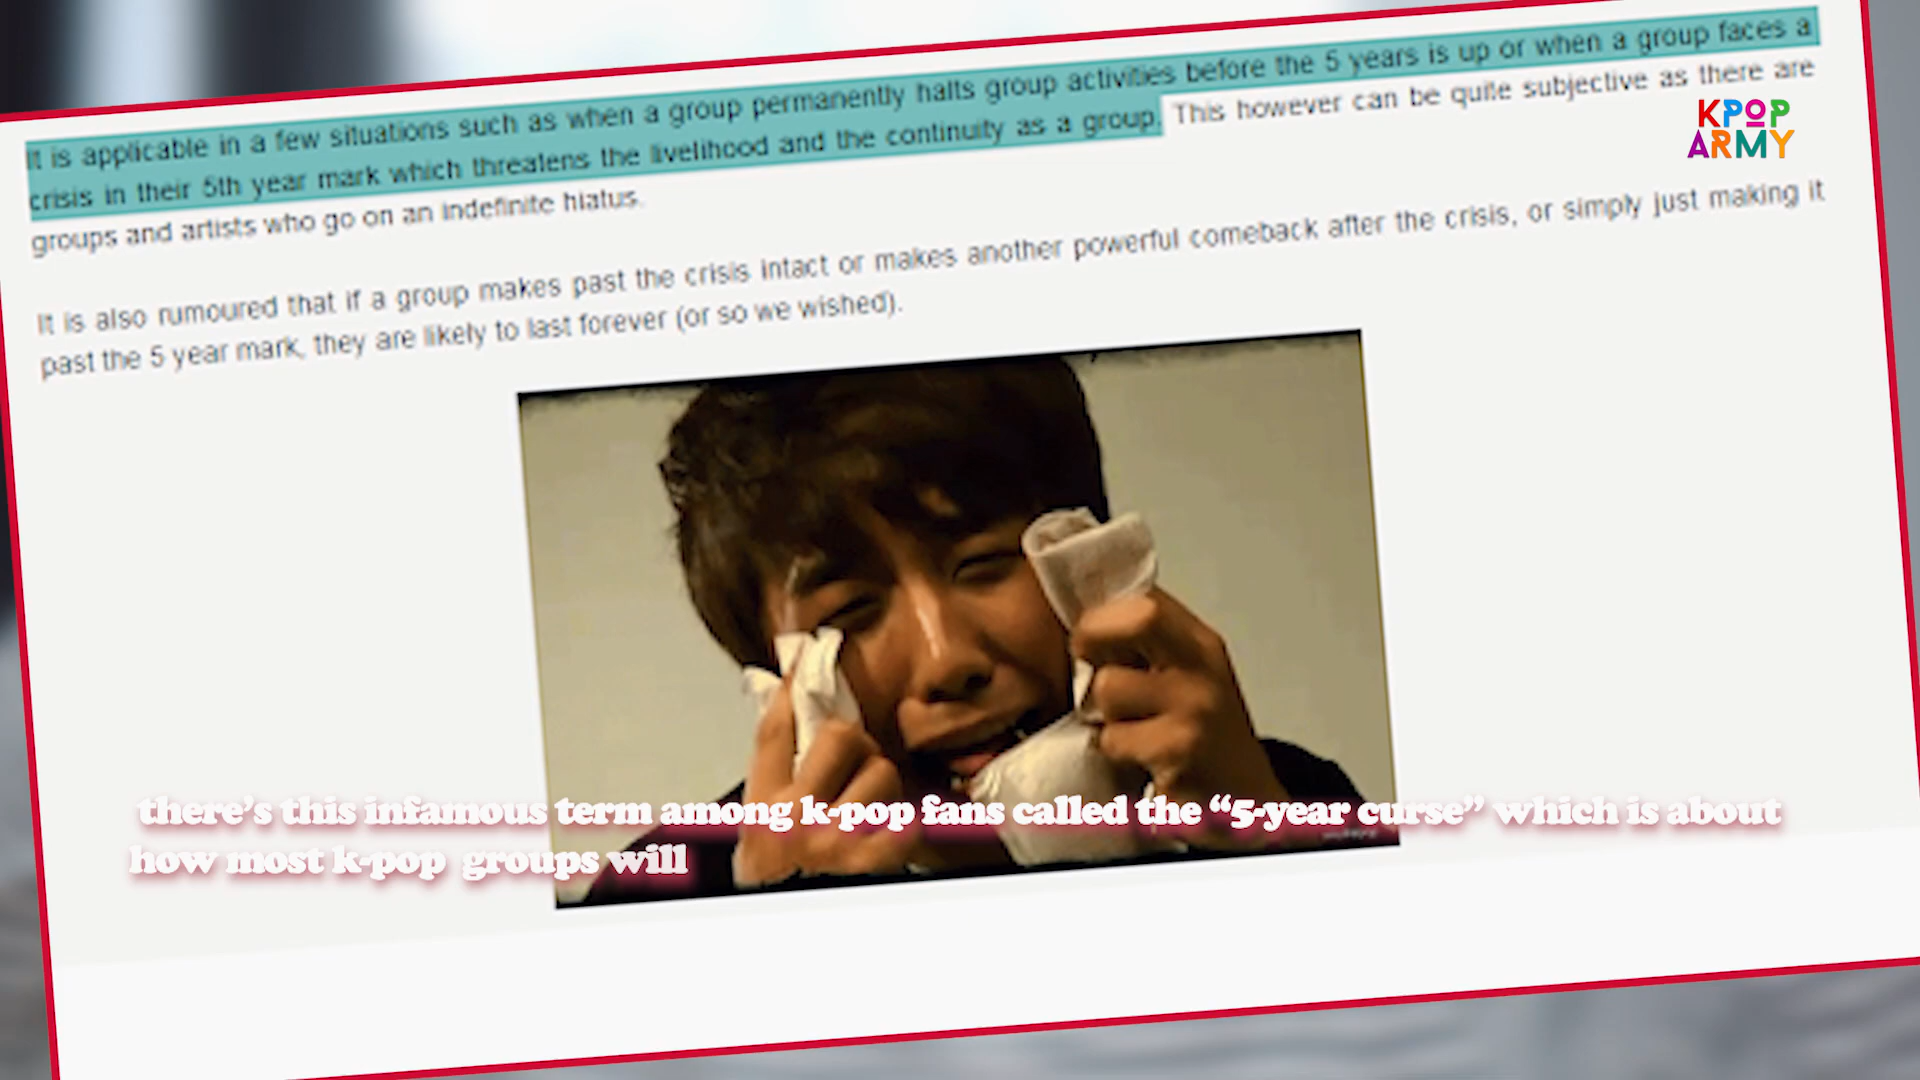 It is applicable in a few situations such as when a group permanently halts group activities before the 5 years is up or when a group faces a
crisis in their 5th year mark which threatens the livelihood and the continuity as a group. This however can be quite subjective as there are
groups and artists who go on an indefinite hiatus.
KPOP
ARMY
It is also rumoured that if a group makes past the crisis intact or makes another powerful comeback after the crisis, or simply just making it
past the 5 year mark, they are likely to last forever (or so we wished).
there's this infamous term among k-pop fans called the “5-year curse” which is about
how most k-pop groups will